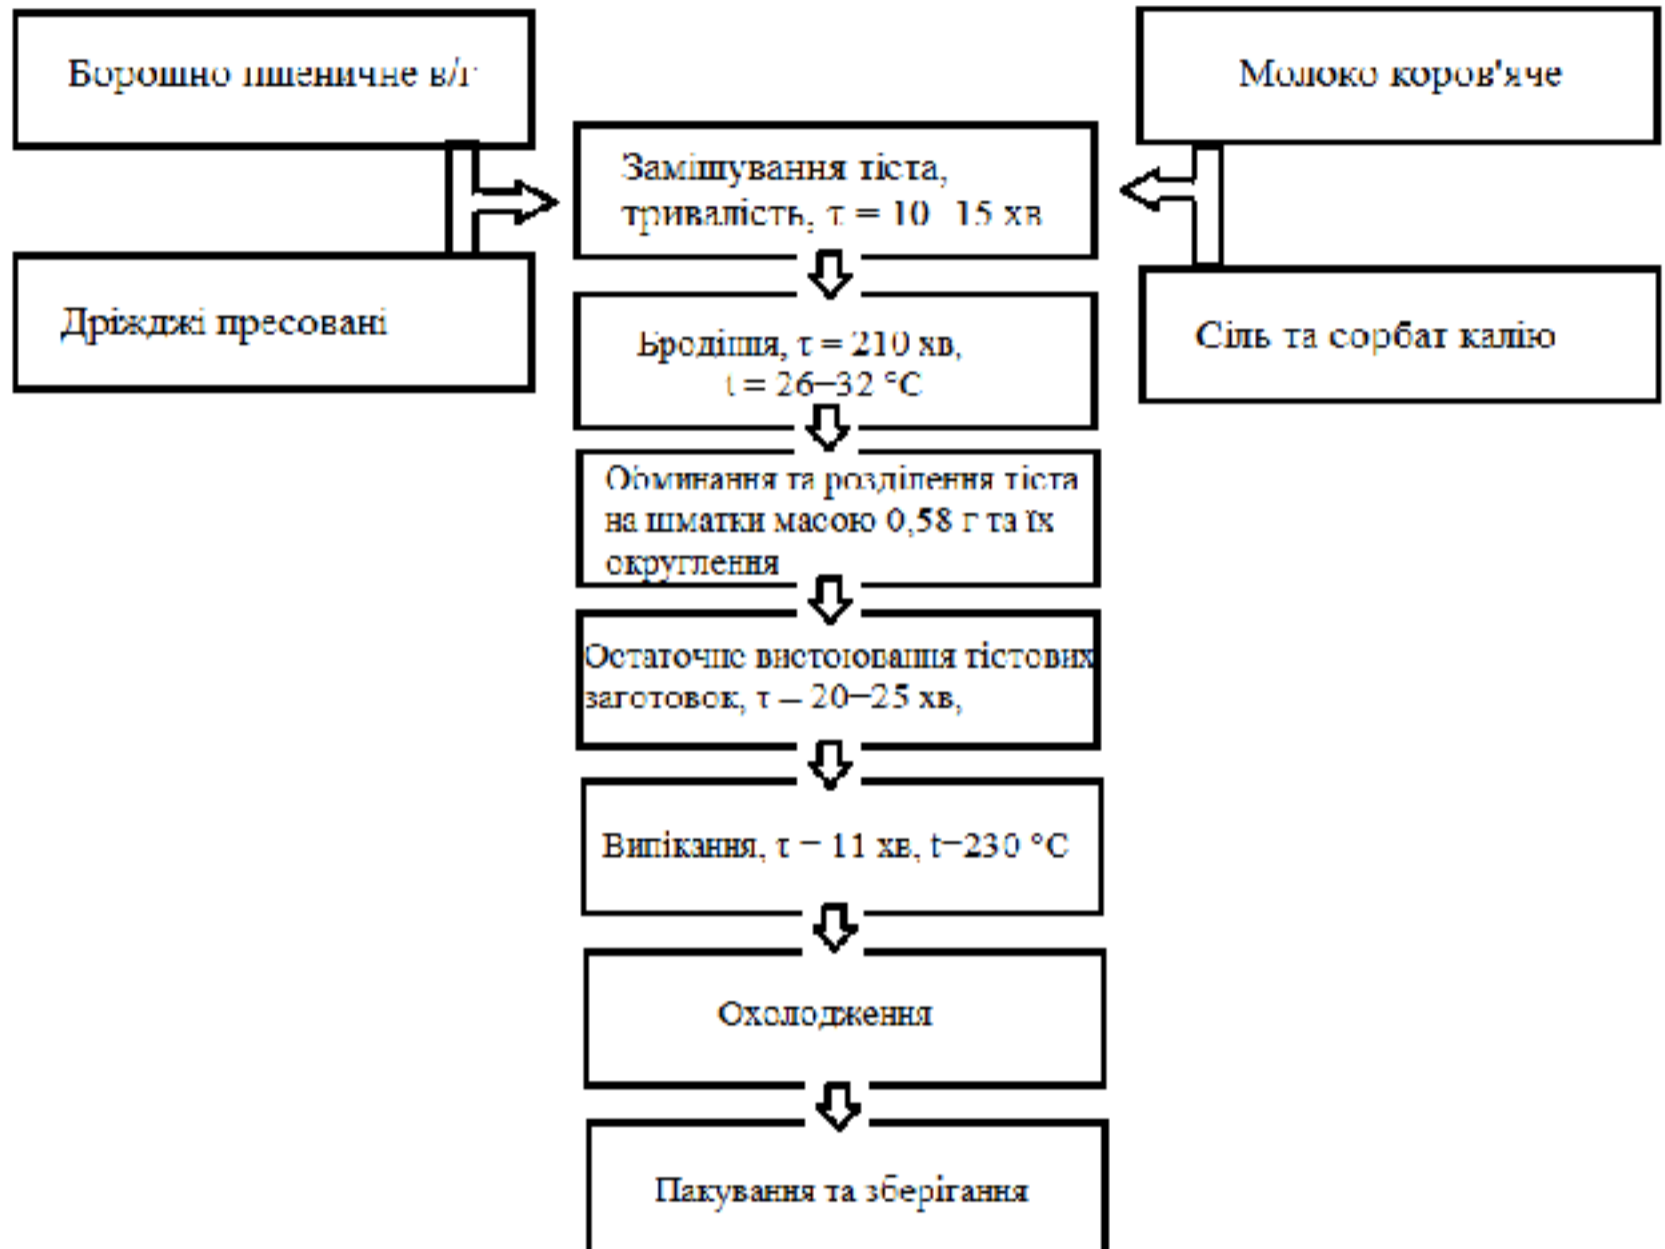 Борошно пшеничне в/г
Молоко коров'яче
Замішування тіста,
тривалість, τ = 10–15 хв
Дріжджі пресовані
Сіль та сорбат калію
Бродіння, τ = 210 хв,
t = 26–32 °С
Обминання та розділення тіста
на шматки масою 0,58 г та їх
округлення
Остаточне вистоювання тістових
заготовок, τ = 20–25 хв,
Випікання, τ = 11 хв, t=230 °С
Охолодження
Пакування та зберігання